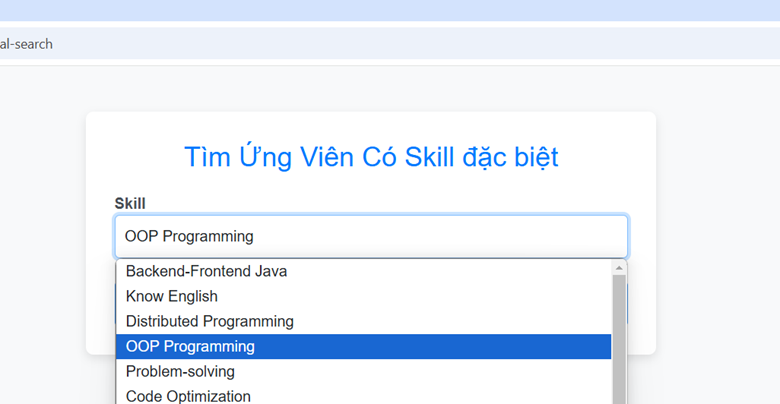 al-search
Tìm Ứng Viên Có Skill đặc biệt
Skill
OOP Programming
Backend-Frontend Java
Know English
Distributed Programming
OOP Programming
Problem-solving
Code Optimization